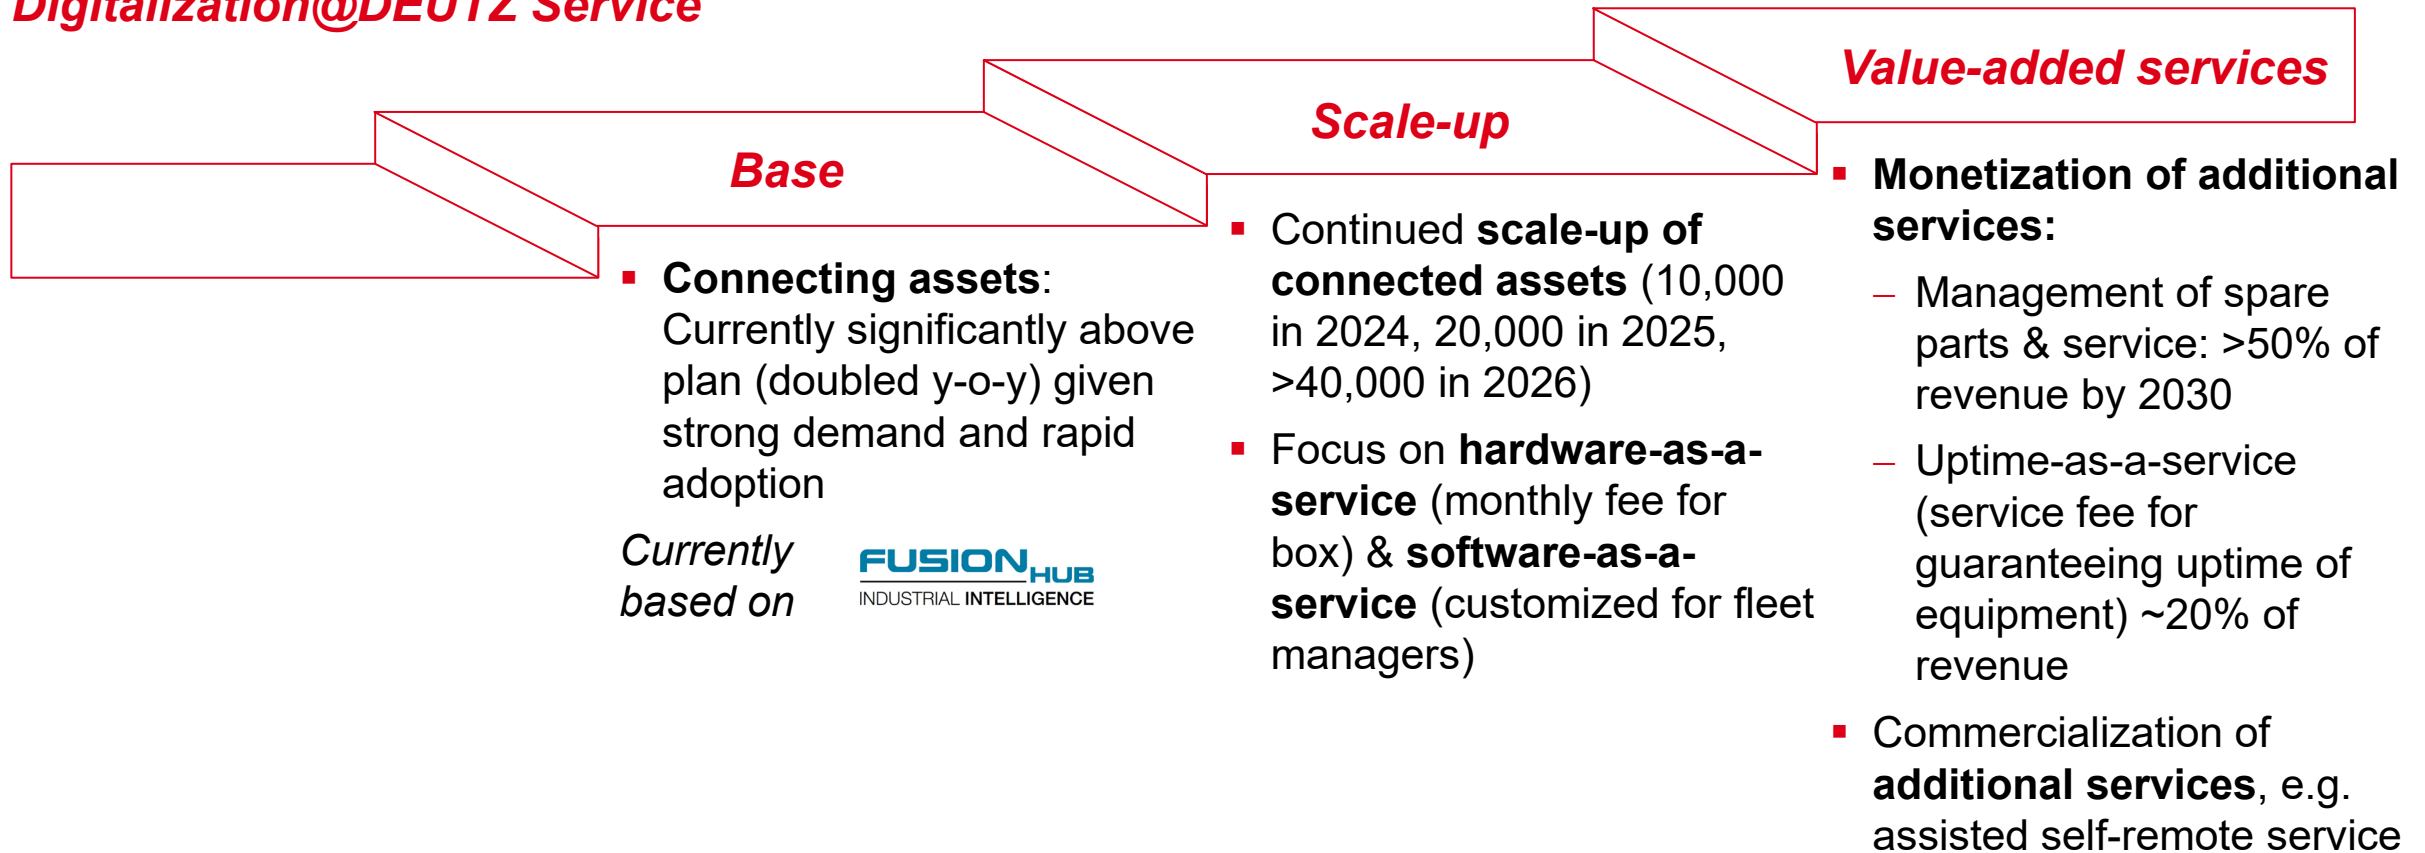 Digitalization@DEUTZ Service
Base
▪ Connecting assets:
Currently significantly above
plan (doubled y-o-y) given
strong demand and rapid
adoption
Currently
based on
FUSION HUB
INDUSTRIAL INTELLIGENCE
Scale-up
▪ Continued scale-up of
connected assets (10,000
in 2024, 20,000 in 2025,
>40,000 in 2026)
▪ Focus on hardware-as-a-
service (monthly fee for
box) & software-as-a-
service (customized for fleet
managers)
Value-added services
▪ Monetization of additional
services:
– Management of spare
parts & service: >50% of
revenue by 2030
– Uptime-as-a-service
(service fee for
guaranteeing uptime of
equipment) ~20% of
revenue
▪ Commercialization of
additional services, e.g.
assisted self-remote service